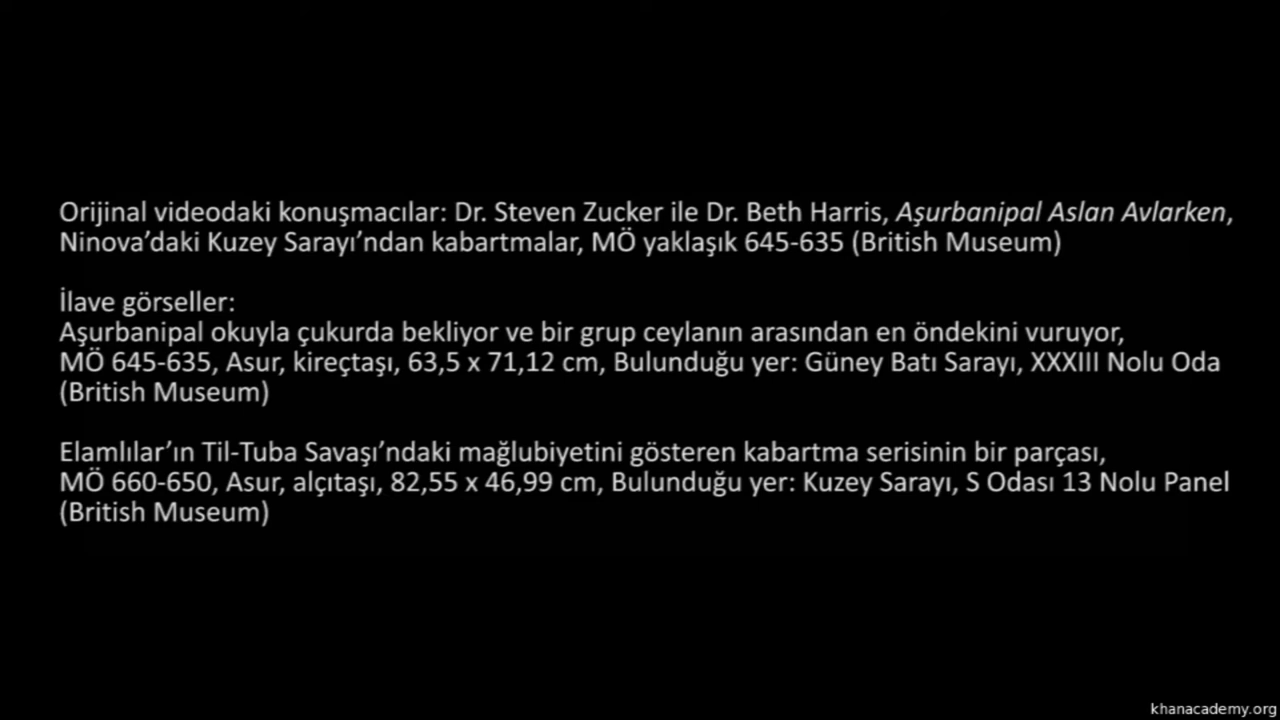 Orijinal videodaki konuşmacılar: Dr. Steven Zucker ile Dr. Beth Harris, Aşurbanipal Aslan Avlarken,
Ninova’daki Kuzey Sarayı’ndan kabartmalar, MÖ yaklaşık 645-635 (British Museum)
İlave görseller:
Aşurbanipal okuyla çukurda bekliyor ve bir grup ceylanın arasından en öndekini vuruyor,
MÖ 645-635, Asur, kireçtaşı, 63,5 x 71,12 cm, Bulunduğu yer: Güney Batı Sarayı, XXXIII Nolu Oda
(British Museum)
Elamlılar’ın Til-Tuba Savaşı’ndaki mağlubiyetini gösteren kabartma serisinin bir parçası,
MÖ 660-650, Asur, alçıtaşı, 82,55 x 46,99 cm, Bulunduğu yer: Kuzey Sarayı, S Odası 13 Nolu Panel
(British Museum)
khanacademy.org